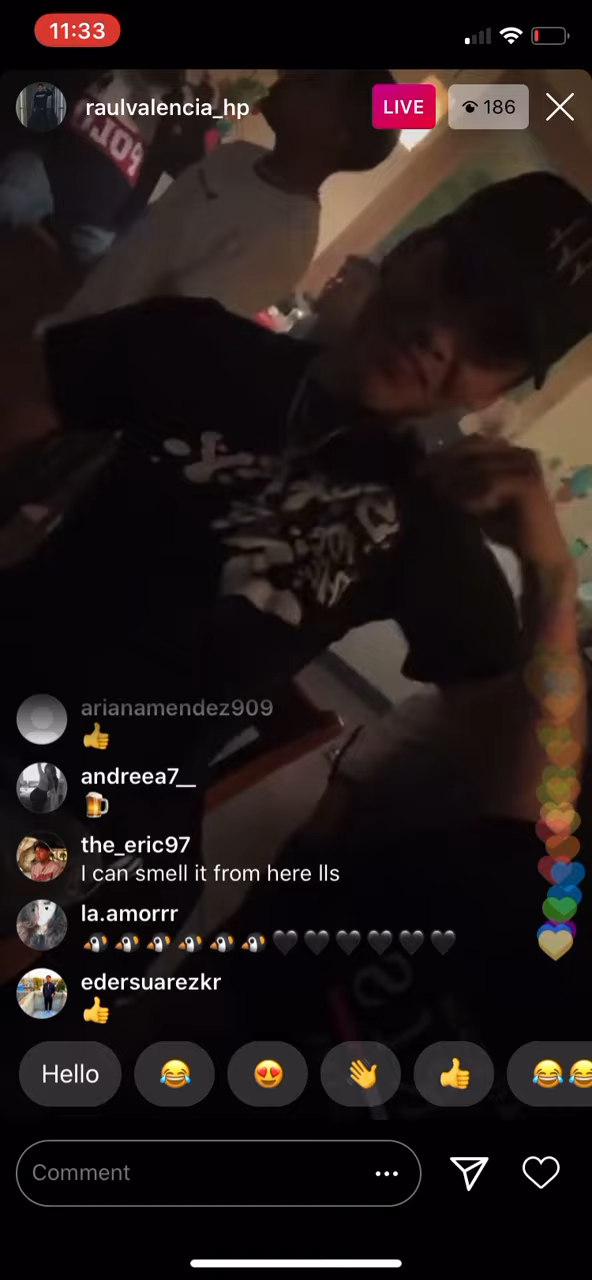 11:33
raulvalencia_hp
LIVE
186
POLO
arianamendez909
👍
andreea7__
🍺
the_eric97
I can smell it from here lls
la.amorrr
🐧🐧🐧🐧🐧🐧🖤🖤🖤🖤🖤🖤
edersuarezkr
👍
Hello 😂 😍 👋 👍 😂😂
Comment